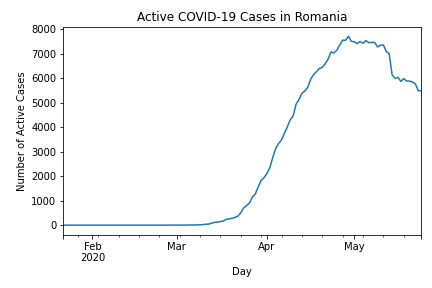 Active COVID-19 Cases in Romania
8000
7000
6000
5000
4000
3000
2000
1000
0
Number of Active Cases
Feb
2020
Mar
Apr
May
Day